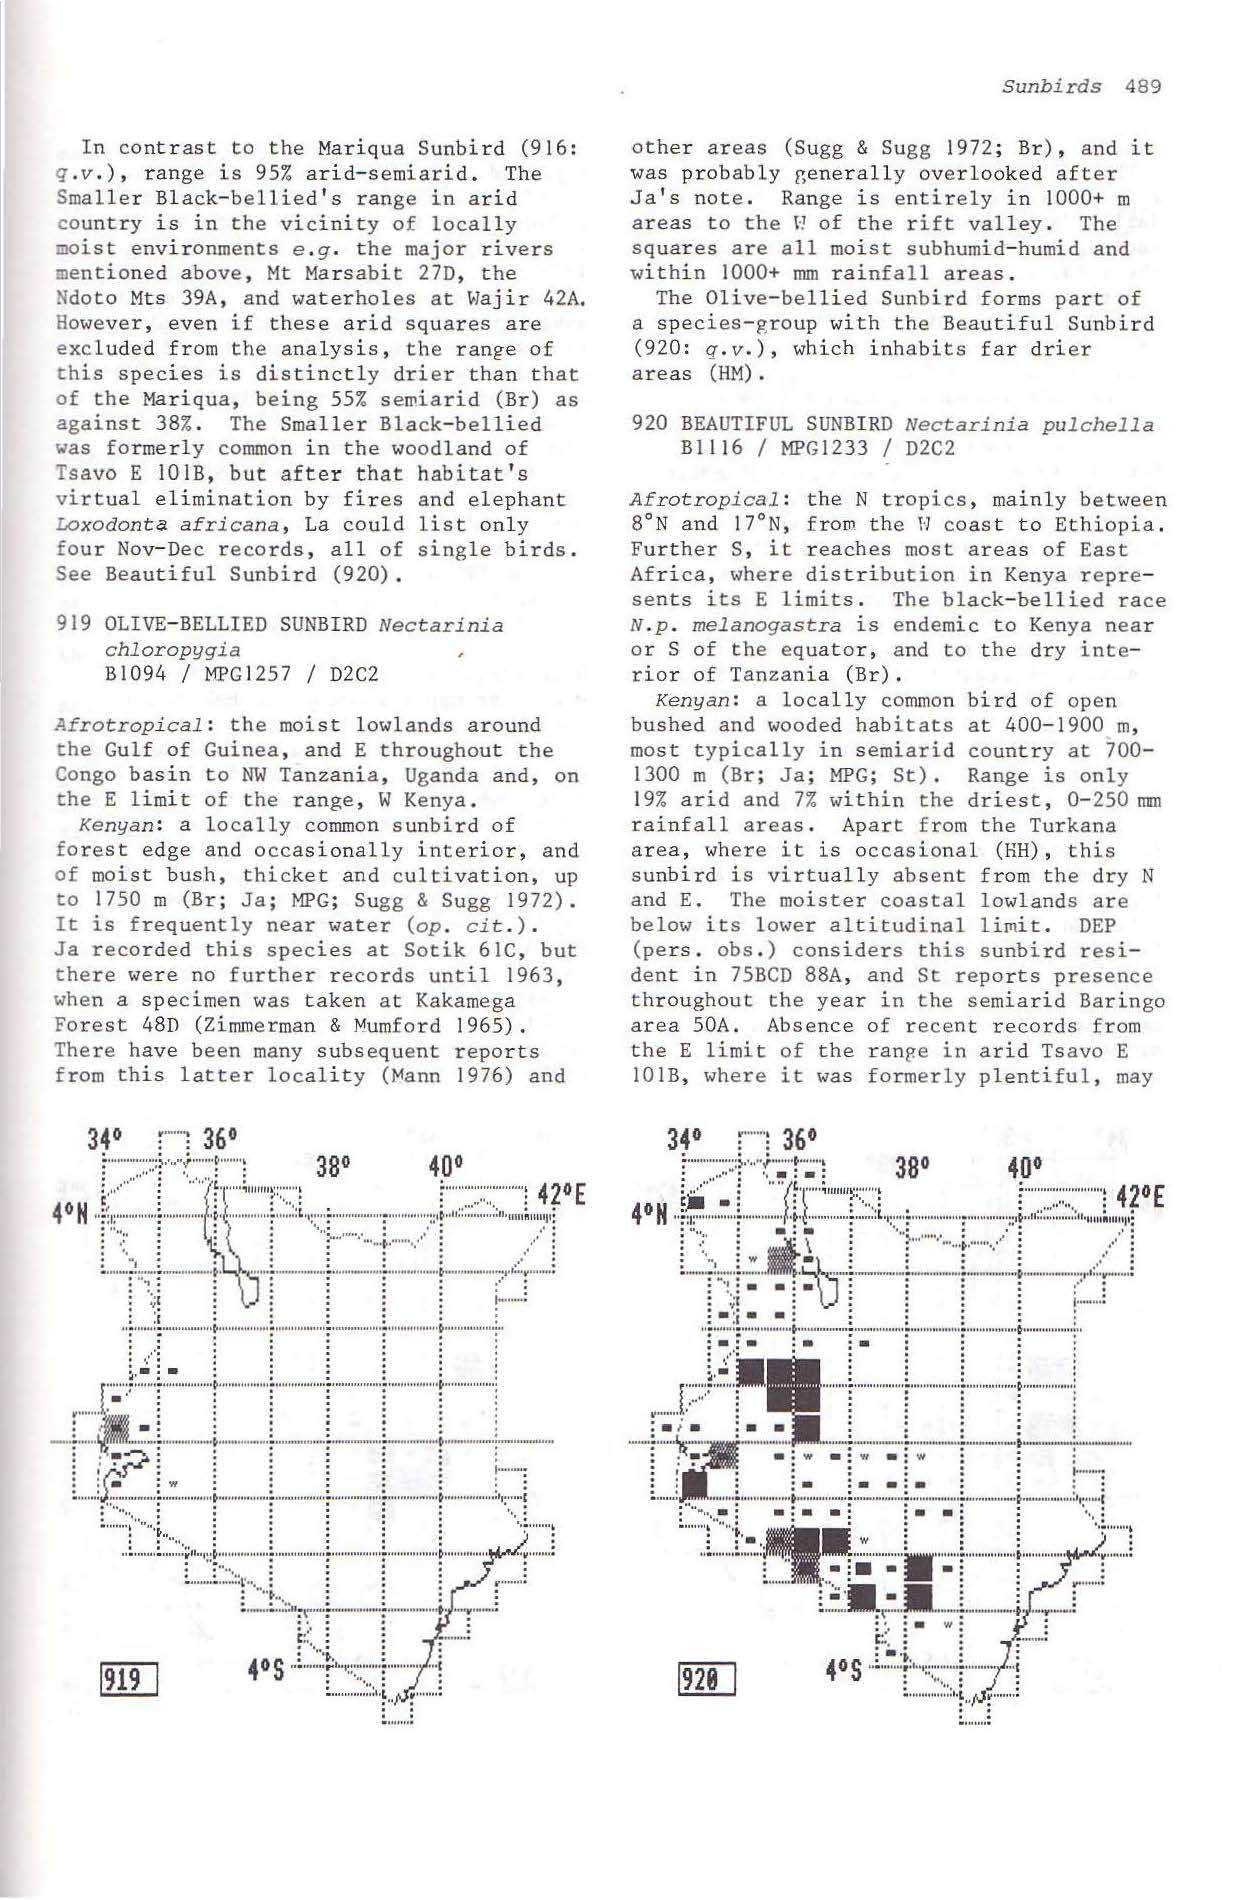 Sunbirds 489
In contrast to the Mariqua Sunbird (916:
q.v.), range is 95% arid-semiarid. The
Smaller Black-bellied's range in arid
country is in the vicinity of locally
moist environments e.g. the major rivers
mentioned above, Mt Marsabit 27D, the
Ndoto Mts 39A, and waterholes at Wajir 42A.
However, even if these arid squares are
excluded from the analysis, the range of
this species is distinctly drier than that
of the Mariqua, being 55% semiarid (Br) as
against 38%. The Smaller Black-bellied
was formerly common in the woodland of
Tsavo E 101B, but after that habitat's
virtual elimination by fires and elephant
Loxodonta africana, La could list only
four Nov-Dec records, all of single birds.
See Beautiful Sunbird (920).
919 OLIVE-BELLIED SUNBIRD Nectarinia
chloropygia
B1094 / MPG1257 / D2C2
Afrotropical: the moist lowlands around
the Gulf of Guinea, and E throughout the
Congo basin to NW Tanzania, Uganda and, on
the E limit of the range, W Kenya.
Kenyan: a locally common sunbird of
forest edge and occasionally interior, and
of moist bush, thicket and cultivation, up
to 1750 m (Br; Ja; MPG; Sugg & Sugg 1972).
It is frequently near water (op. cit.).
Ja recorded this species at Sotik 61C, but
there were no further records until 1963,
when a specimen was taken at Kakamega
Forest 48D (Zimmerman & Mumford 1965).
There have been many subsequent reports
from this latter locality (Mann 1976) and
other areas (Sugg & Sugg 1972; Br), and it
was probably generally overlooked after
Ja's note. Range is entirely in 1000+ m
areas to the W of the rift valley. The
squares are all moist subhumid-humid and
within 1000+ mm rainfall areas.
The Olive-bellied Sunbird forms part of
a species-group with the Beautiful Sunbird
(920: q.v.), which inhabits far drier
areas (HM).
920 BEAUTIFUL SUNBIRD Nectarinia pulchella
B1116 / MPG1233 / D2C2
Afrotropical: the N tropics, mainly between
8°N and 17°N, from the W coast to Ethiopia.
Further S, it reaches most areas of East
Africa, where distribution in Kenya repre-
sents its E limits. The black-bellied race
N.p. melanogastra is endemic to Kenya near
or S of the equator, and to the dry inte-
rior of Tanzania (Br).
Kenyan: a locally common bird of open
bushed and wooded habitats at 400-1900 m,
most typically in semiarid country at 700-
1300 m (Br; Ja; MPG; St). Range is only
19% arid and 7% within the driest, 0-250 mm
rainfall areas. Apart from the Turkana
area, where it is occasional (HH), this
sunbird is virtually absent from the dry N
and E. The moister coastal lowlands are
below its lower altitudinal limit. DEP
(pers. obs.) considers this sunbird resi-
dent in 75BCD 88A, and St reports presence
throughout the year in the semiarid Baringo
area 50A. Absence of recent records from
the E limit of the range in arid Tsavo E
101B, where it was formerly plentiful, may
34° 36°
38° 40°
42°E
4°N
w
919
4°S
34° 36°
38° 40°
42°E
4°N
w
w w w
w
w
920
4°S